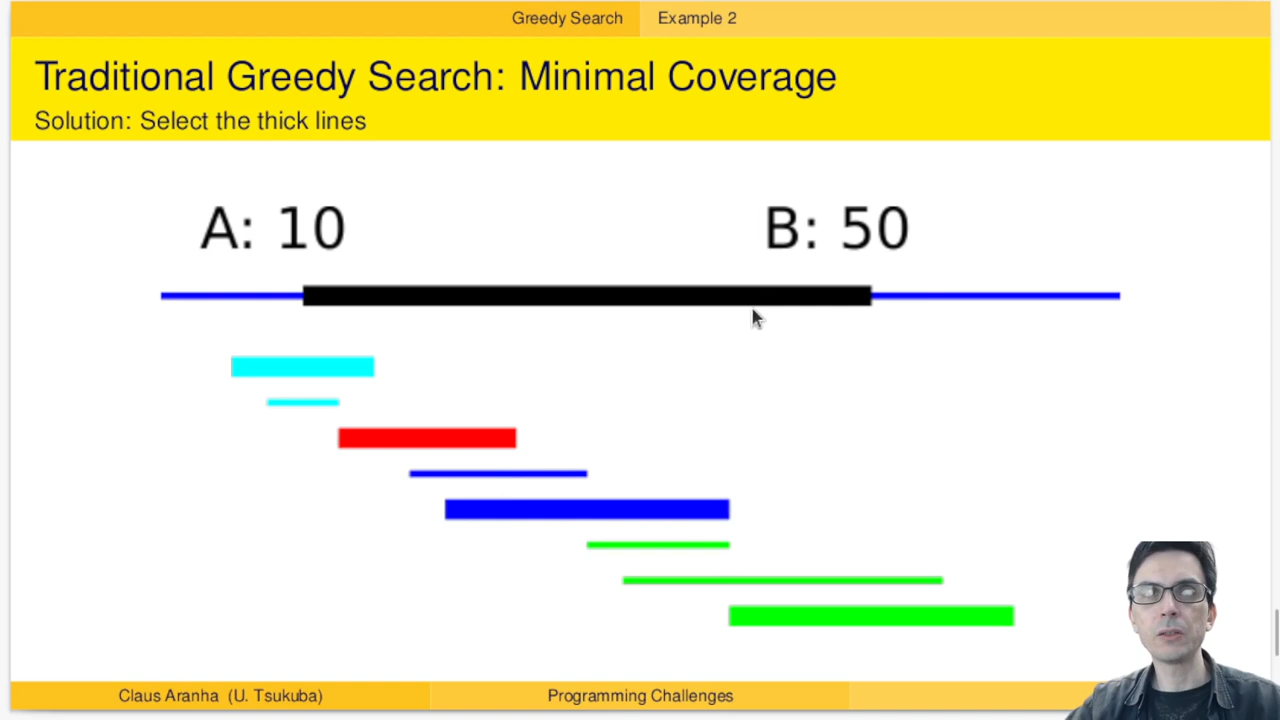 Greedy Search Example 2
Traditional Greedy Search: Minimal Coverage
Solution: Select the thick lines
A: 10 B: 50
Claus Aranha (U. Tsukuba) Programming Challenges